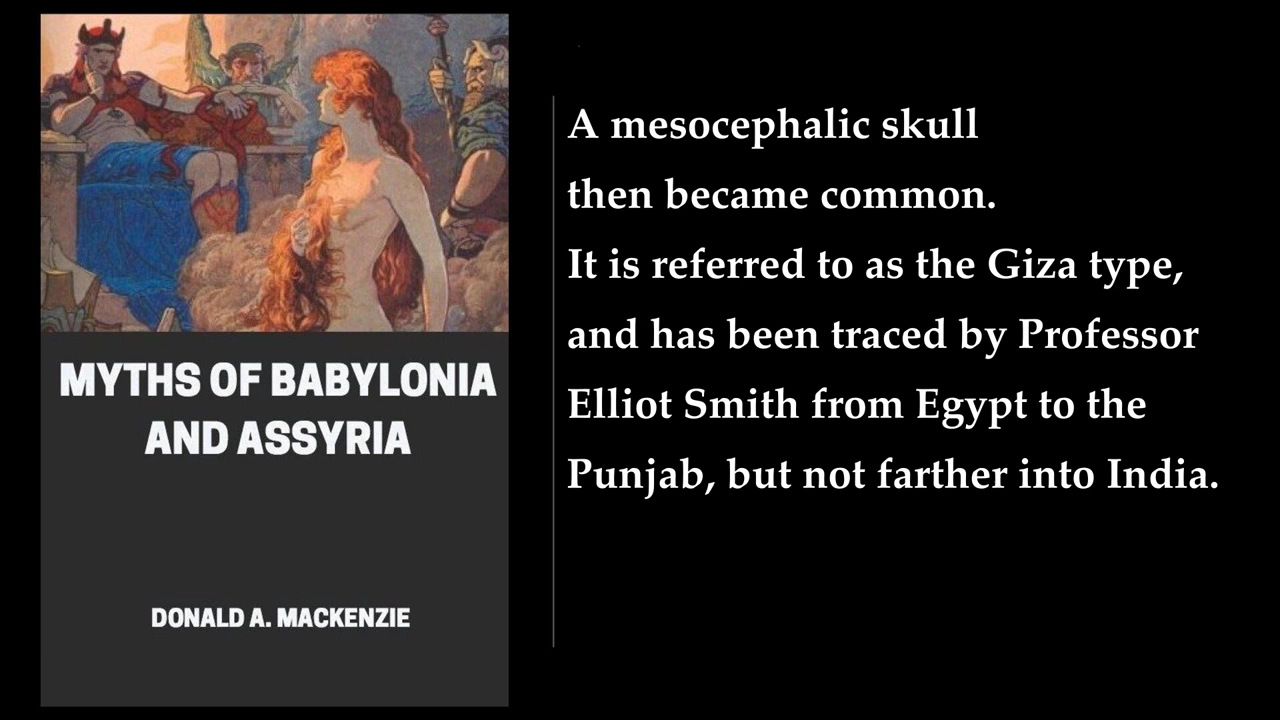 MYTHS OF BABYLONIA
AND ASSYRIA
DONALD A. MACKENZIE
A mesocephalic skull
then became common.
It is referred to as the Giza type,
and has been traced by Professor
Elliot Smith from Egypt to the
Punjab, but not farther into India.